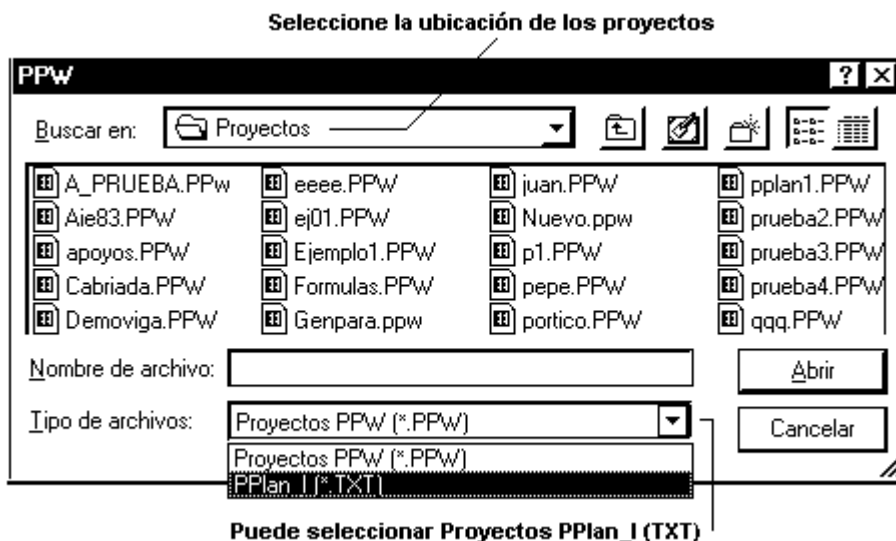 Seleccione la ubicación de los proyectos
PPW
Buscar en: Proyectos
A_PRUEBA.PPw eeee.PPW juan.PPW pplan1.PPW
Aie83.PPW ej01.PPW Nuevo.ppw prueba2.PPW
apoyos.PPW Ejemplo1.PPW p1.PPW prueba3.PPW
Cabriada.PPW Formulas.PPW pepe.PPW prueba4.PPW
Demoviga.PPW Genpara.ppw portico.PPW qqq.PPW
Nombre de archivo: Abrir
Tipo de archivos: Proyectos PPW (*.PPW) Cancelar
Proyectos PPW (*.PPW)
PPlan_I (*.TXT)
Puede seleccionar Proyectos PPlan_I (TXT)